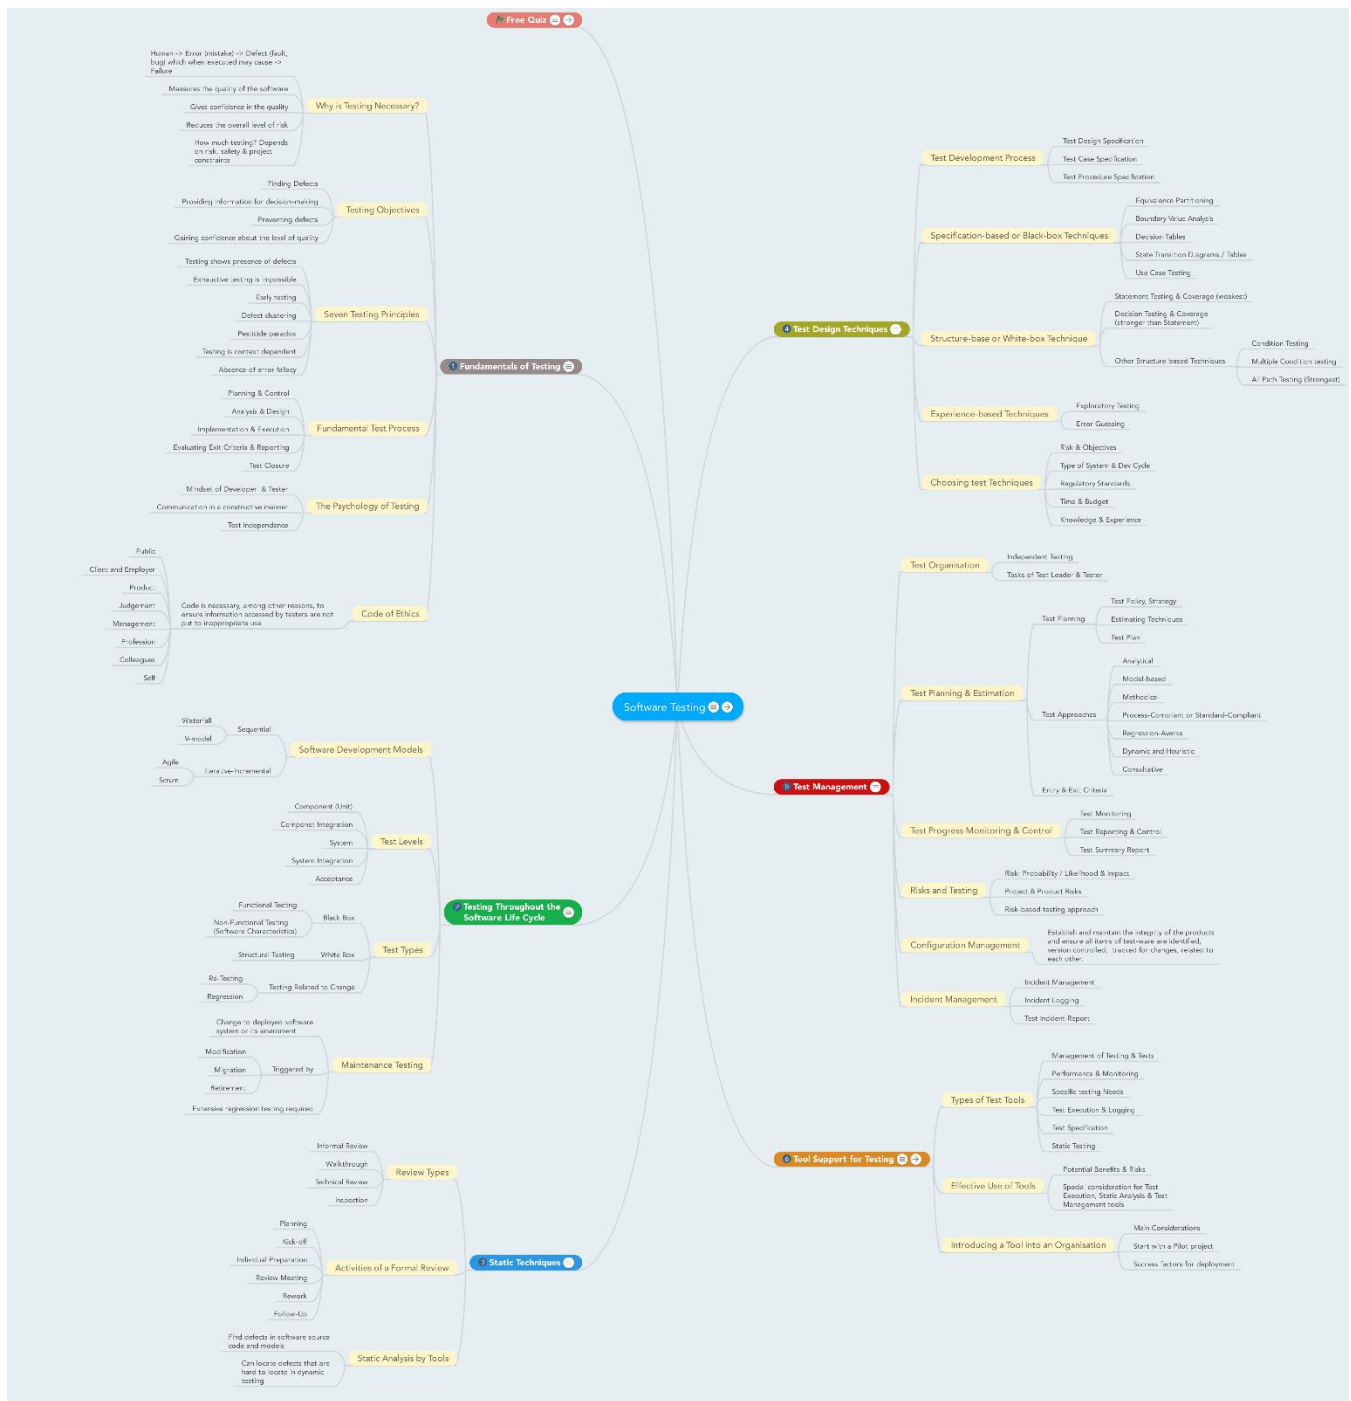 Free Quiz
Software Testing
1 Fundamentals of Testing
Why is Testing Necessary?
Human -> Error (mistake) -> Defect (fault,
bug) which when executed may cause ->
Failure
Measures the quality of the software
Gives confidence in the quality
Reduces the overall level of risk
How much testing? Depends
on risk, safety & project
constraints
Testing Objectives
Finding Defects
Providing information for decision-making
Preventing defects
Gaining confidence about the level of quality
Seven Testing Principles
Testing shows presence of defects
Exhaustive testing is impossible
Early testing
Defect clustering
Pesticide paradox
Testing is context dependent
Absence-of-error fallacy
Fundamental Test Process
Planning & Control
Analysis & Design
Implementation & Execution
Evaluating Exit Criteria & Reporting
Test Closure
The Psychology of Testing
Mindset of Developer & Tester
Communication in a constructive manner
Test Independence
Code of Ethics
Code is necessary, among other reasons, to
ensure information accessed by testers are not
put to inappropriate use
Public
Client and Employer
Product
Judgement
Management
Profession
Colleagues
Self
2 Testing Throughout the
Software Life Cycle
Software Development Models
Sequential
Waterfall
V-model
Iterative-Incremental
Agile
Scrum
Test Levels
Component (Unit)
Componet Integration
System
System Integration
Acceptance
Test Types
Black Box
Functional Testing
Non-Functional Testing
(Software Characteristics)
White Box
Structural Testing
Testing Related to Change
Re-Testing
Regression
Maintenance Testing
Change to deployed software
system or its enviroment
Triggered by
Modification
Migration
Retirement
Extensive regression testing required
3 Static Techniques
Review Types
Informal Review
Walkthrough
Technical Review
Inspection
Activities of a Formal Review
Planning
Kick-off
Individual Preparation
Review Meeting
Rework
Follow-Up
Static Analysis by Tools
Find defects in software source
code and models
Can locate defects that are
hard to locate in dynamic
testing
4 Test Design Techniques
Test Development Process
Test Design Specification
Test Case Specification
Test Procedure Specification
Specification-based or Black-box Techniques
Equivalence Partitioning
Boundary Value Analysis
Decision Tables
State Transition Diagrams / Tables
Use Case Testing
Structure-base or White-box Technique
Statement Testing & Coverage (weakest)
Decision Testing & Coverage
(stronger than Statement)
Other Structure-based Techniques
Condition Testing
Multiple Condition testing
All Path Testing (Strongest)
Experience-based Techniques
Exploratory Testing
Error Guessing
Choosing test Techniques
Risk & Objectives
Type of System & Dev Cycle
Regulatory Standards
Time & Budget
Knowledge & Experience
5 Test Management
Test Organisation
Independent Testing
Tasks of Test Leader & Tester
Test Planning & Estimation
Test Planning
Test Policy, Strategy
Estimating Techniques
Test Plan
Test Approaches
Analytical
Model-based
Methodical
Process-Compliant or Standard-Compliant
Regression-Averse
Dynamic and Heuristic
Consultative
Entry & Exit Criteria
Test Progress Monitoring & Control
Test Monitoring
Test Reporting & Control
Test Summary Report
Risks and Testing
Risk: Probability / Likelihood & Impact
Project & Product Risks
Risk-based testing approach
Configuration Management
Establish and maintain the integrity of the products
and ensure all items of test-ware are identified,
version controlled, tracked for changes, related to
each other.
Incident Management
Incident Management
Incident Logging
Test Incident Report
6 Tool Support for Testing
Types of Test Tools
Management of Testing & Tests
Performance & Monitoring
Specific testing Needs
Test Execution & Logging
Test Specification
Static Testing
Effective Use of Tools
Potential Benefits & Risks
Special consideration for Test
Execution, Static Analysis & Test
Management tools
Introducing a Tool into an Organisation
Main Considerations
Start with a Pilot project
Success factors for deployment